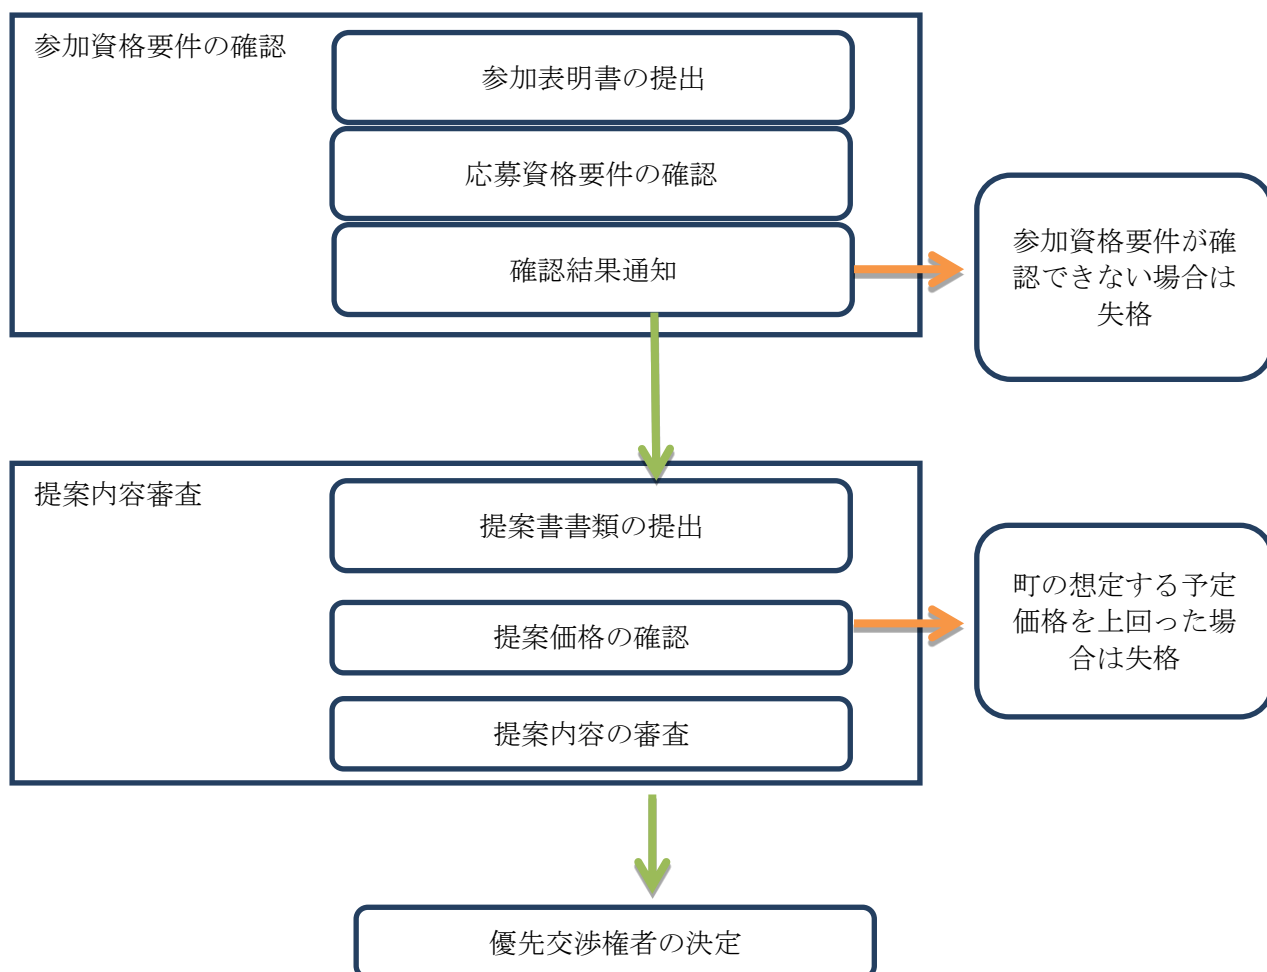 参加資格要件の確認
参加表明書の提出
応募資格要件の確認
確認結果通知
参加資格要件が確
認できない場合は
失格
提案内容審査
提案書書類の提出
提案価格の確認
町の想定する予定
価格を上回った場
合は失格
提案内容の審査
優先交渉権者の決定